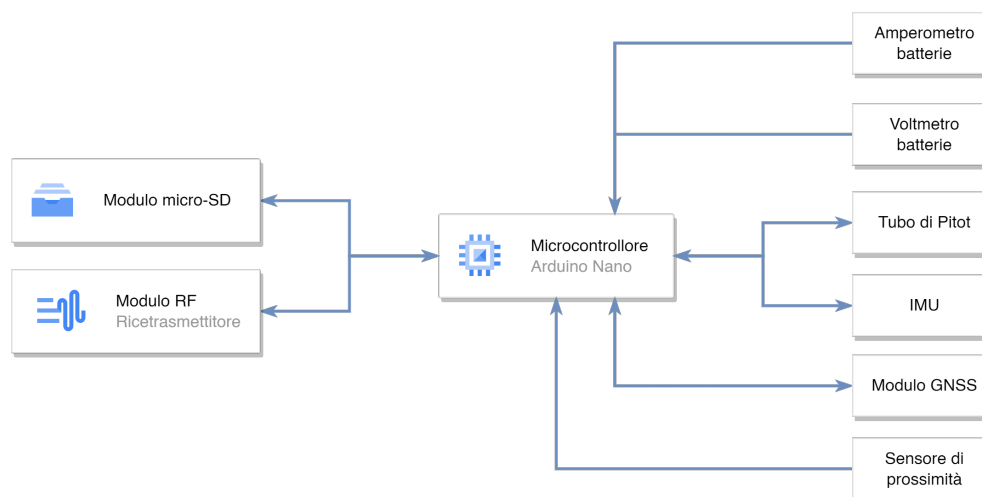 Amperometro
batterie
Voltmetro
batterie
Modulo micro-SD
Modulo RF
Ricetrasmettitore
Microcontrollore
Arduino Nano
Tubo di Pitot
IMU
Modulo GNSS
Sensore di
prossimità